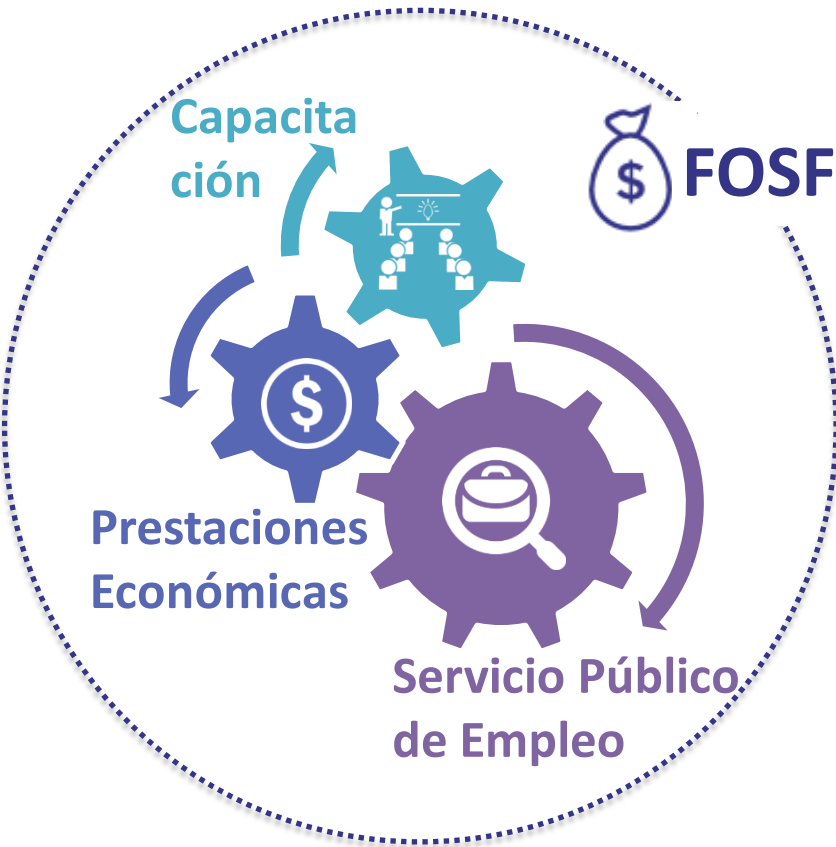 Capacita
ción
$ FOSF
$
Prestaciones
Económicas
Servicio Público
de Empleo